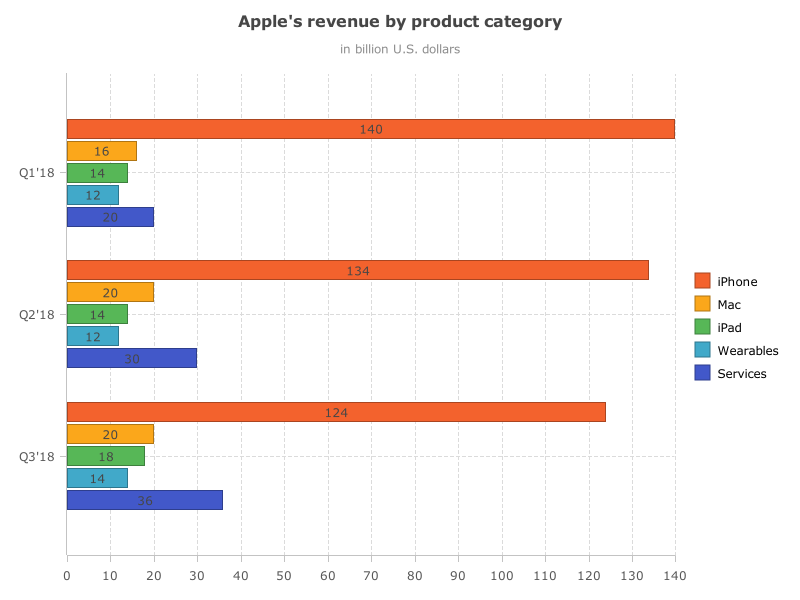 Apple's revenue by product category
in billion U.S. dollars
140
16
Q1'18
14
12
20
134
20
Q2'18
14
12
30
124
20
Q3'18
18
14
36
iPhone
Mac
iPad
Wearables
Services
0 10 20 30 40 50 60 70 80 90 100 110 120 130 140